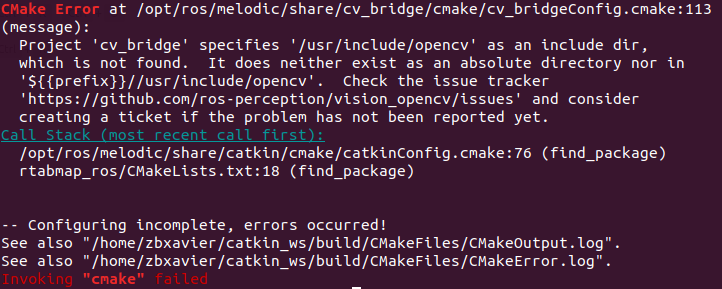 CMake Error at /opt/ros/melodic/share/cv_bridge/cmake/cv_bridgeConfig.cmake:113
(message):
Project 'cv_bridge' specifies '/usr/include/opencv' as an include dir,
which is not found.  It does neither exist as an absolute directory nor in
'${{prefix}}//usr/include/opencv'.  Check the issue tracker
'https://github.com/ros-perception/vision_opencv/issues' and consider
creating a ticket if the problem has not been reported yet.
Call Stack (most recent call first):
/opt/ros/melodic/share/catkin/cmake/catkinConfig.cmake:76 (find_package)
rtabmap_ros/CMakeLists.txt:18 (find_package)
-- Configuring incomplete, errors occurred!
See also "/home/zbxavier/catkin_ws/build/CMakeFiles/CMakeOutput.log".
See also "/home/zbxavier/catkin_ws/build/CMakeFiles/CMakeError.log".
Invoking "cmake" failed